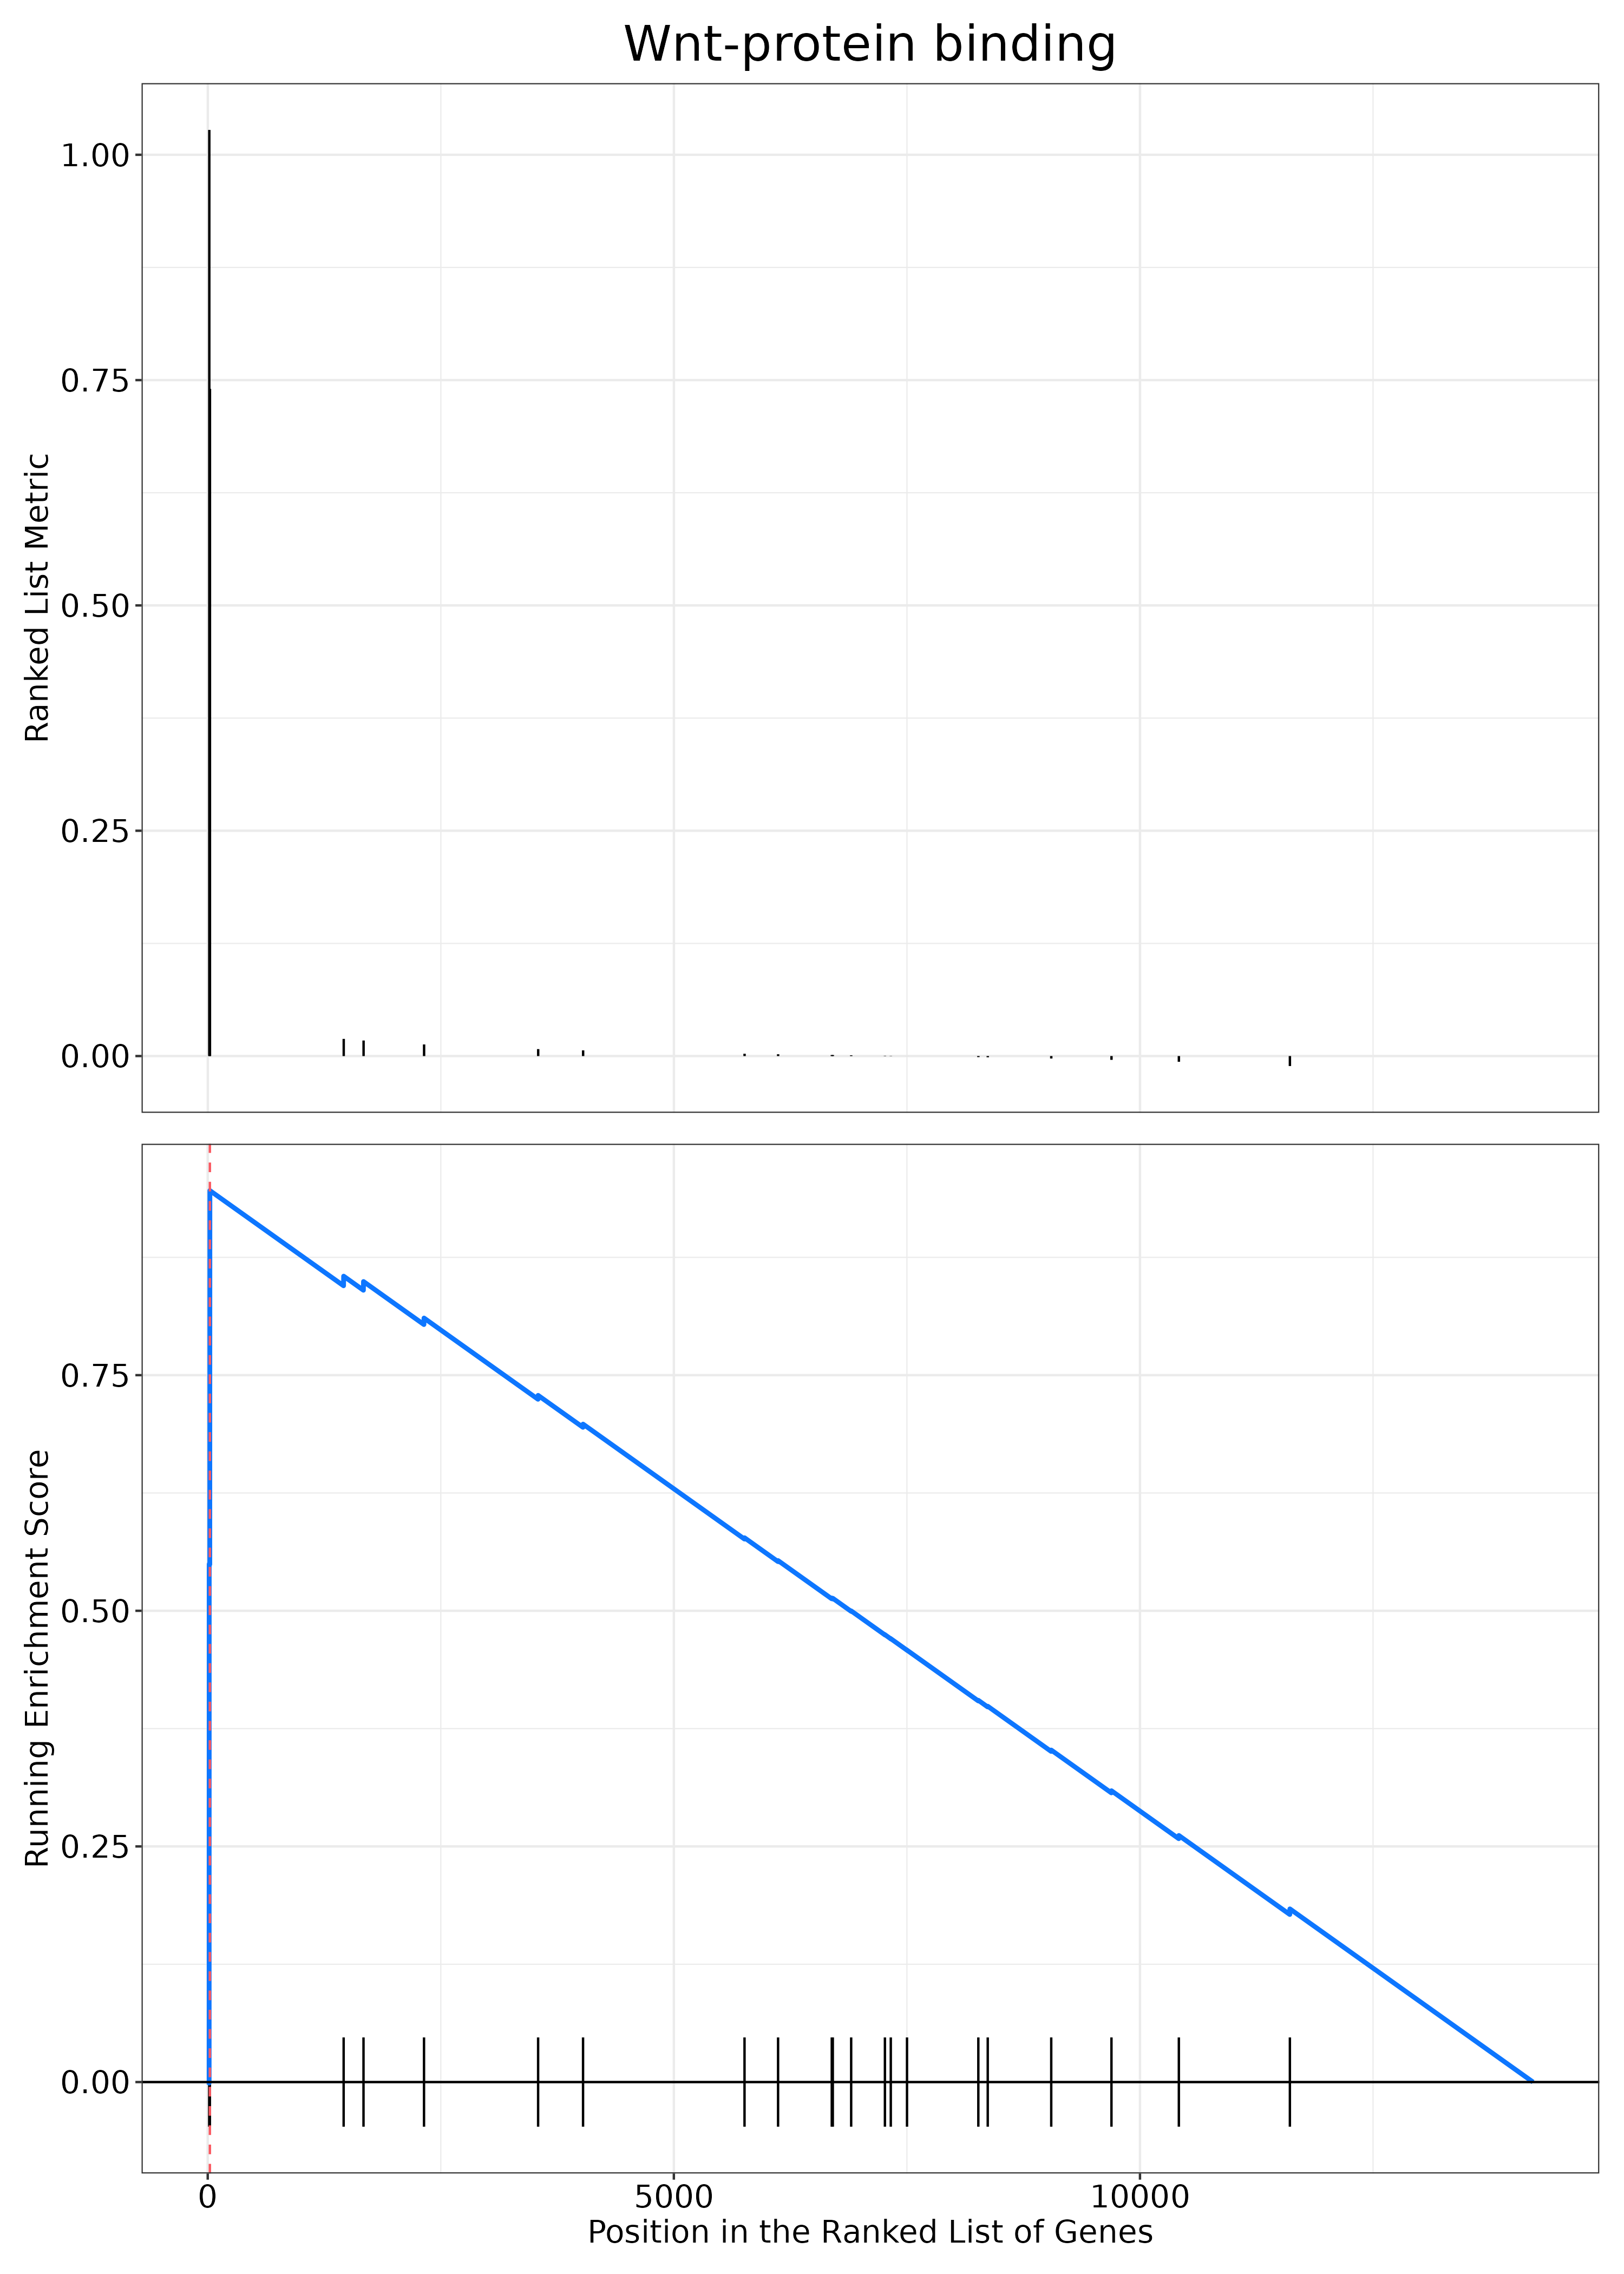 Wnt-protein binding
Ranked List Metric
1.00
0.75
0.50
0.25
0.00
Running Enrichment Score
0.75
0.50
0.25
0.00
0 5000 10000
Position in the Ranked List of Genes